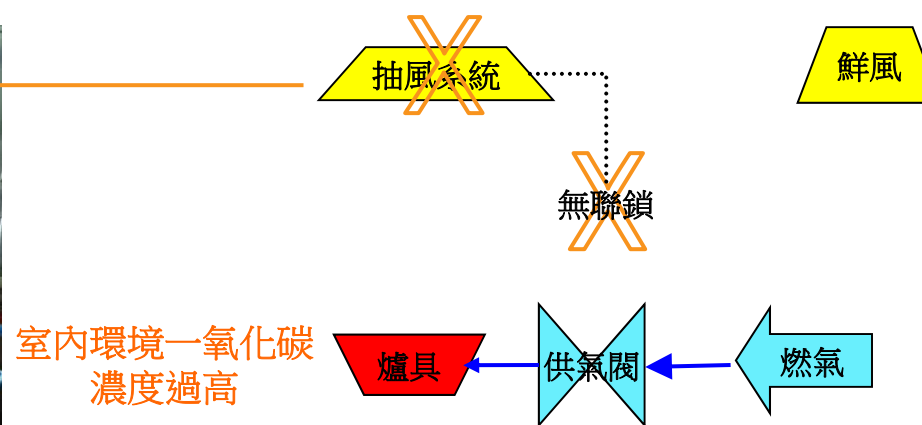 抽風系統
鮮風
無聯鎖
室內環境一氧化碳
濃度過高
爐具
供氣閥
燃氣